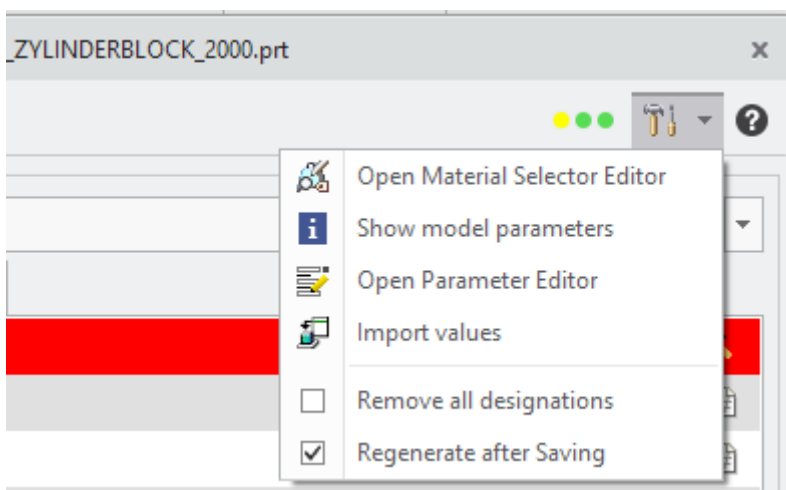 _ZYLINDERBLOCK_2000.prt
Open Material Selector Editor
Show model parameters
Open Parameter Editor
Import values
Remove all designations
Regenerate after Saving